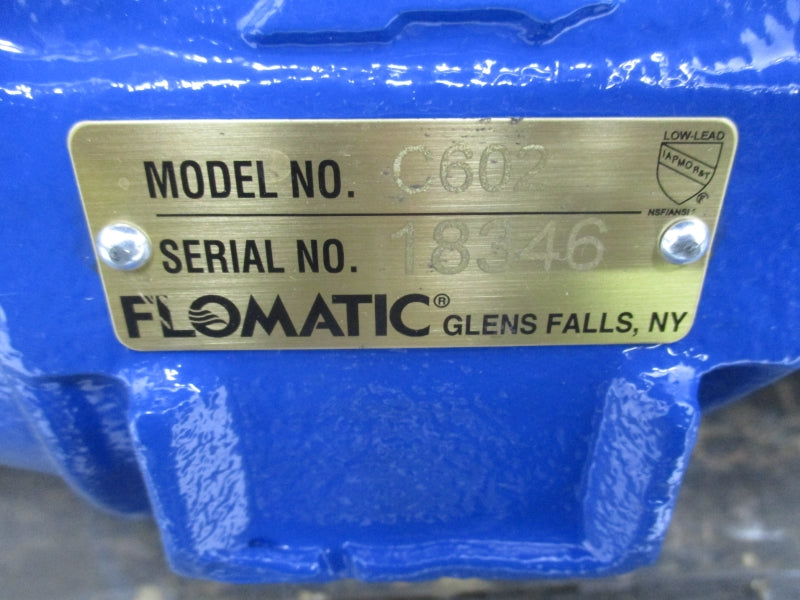 MODEL NO. C602
LOW-LEAD
IAPMO R&T
®
NSF/ANSI
SERIAL NO. 18346
FLOMATIC® GLENS FALLS, NY